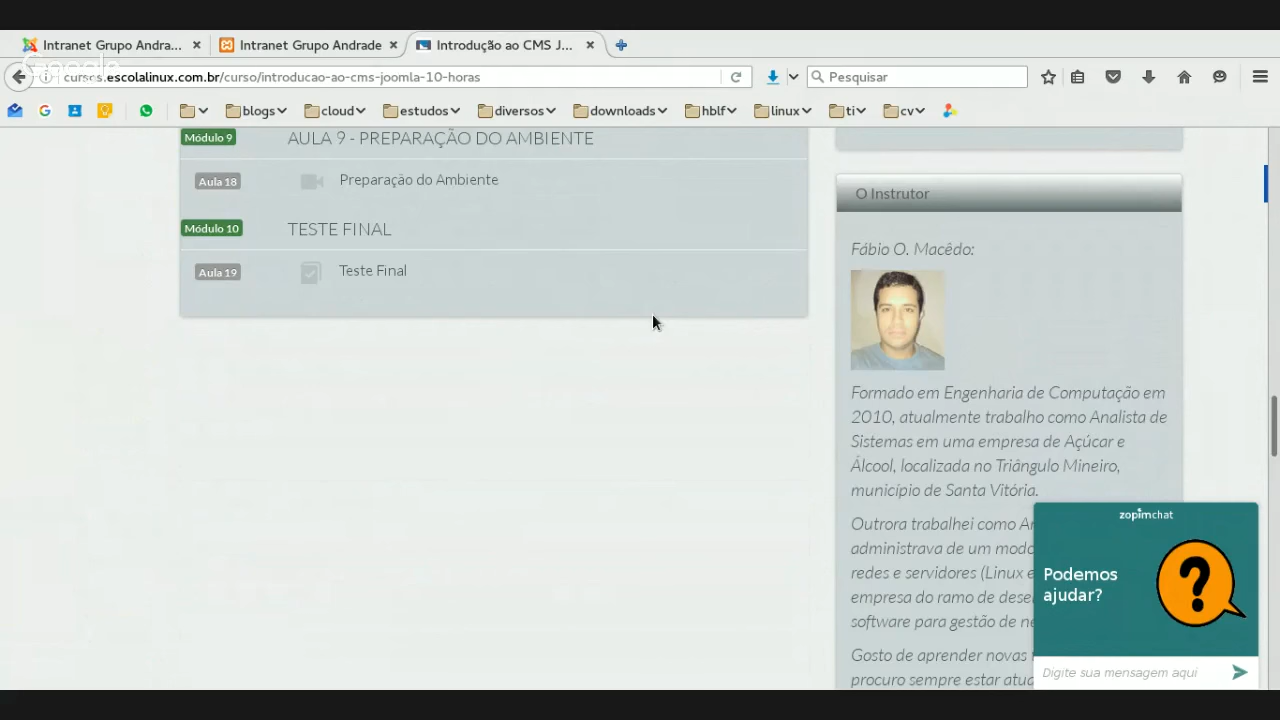 Intranet Grupo Andra...
Intranet Grupo Andrade
Introdução ao CMS J...
Google
cursos.escolalinux.com.br/curso/introducao-ao-cms-joomla-10-horas
Pesquisar
blogs
cloud
estudos
diversos
downloads
hblf
linux
ti
cv
Módulo 9
AULA 9 - PREPARAÇÃO DO AMBIENTE
Aula 18
Preparação do Ambiente
Módulo 10
TESTE FINAL
Aula 19
Teste Final
O Instrutor
Fábio O. Macêdo:
Formado em Engenharia de Computação em
2010, atualmente trabalho como Analista de
Sistemas em uma empresa de Açúcar e
Álcool, localizada no Triângulo Mineiro,
município de Santa Vitória.
Outrora trabalhei como
administrava de um
redes e servidores (Linux e
empresa do ramo de
software para gestão de
Gosto de aprender novas
procuro sempre estar
zopimchat
Podemos
ajudar?
Digite sua mensagem aqui